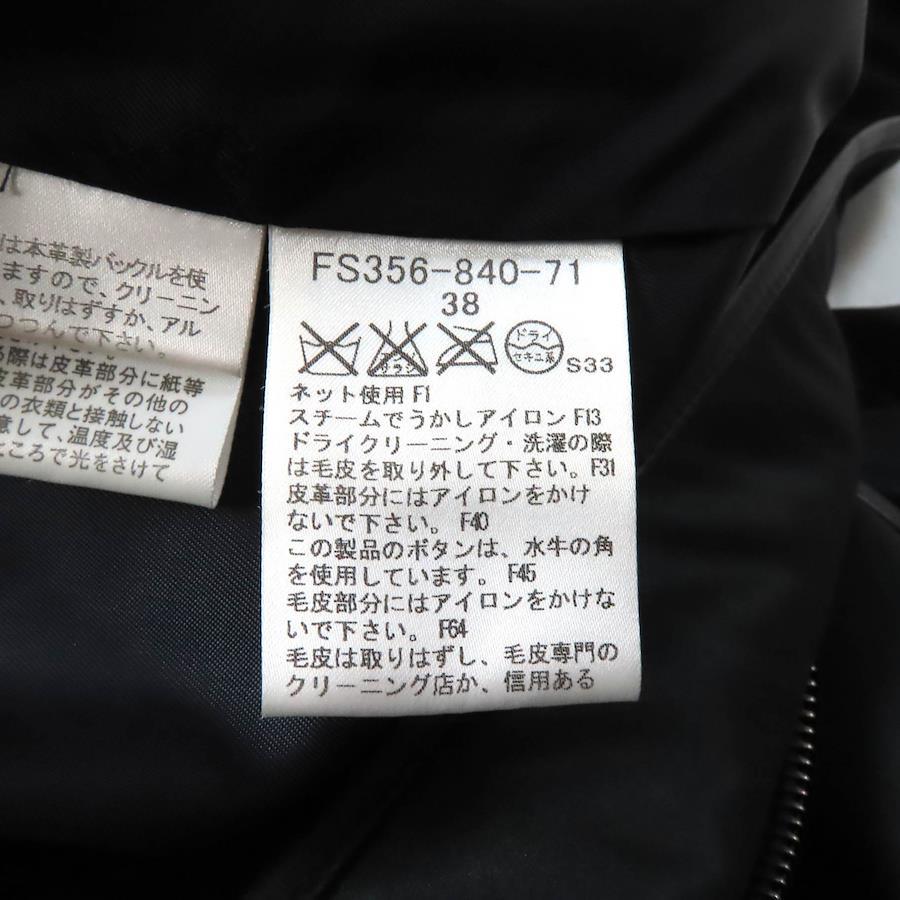 は本革製バックルを使
ますので、クリーニン
、取りはずすか、アル
つつんで下さい。
る際は皮革部分に紙等
皮革部分がその他の
の衣類と接触しない
意して、温度及び湿
ところで光をさけて
FS356-840-71
38
エンソ
サラシ
ドライ
セキユ系
S33
ネット使用 F1
スチームでうかしアイロン F13
ドライクリーニング・洗濯の際
は毛皮を取り外して下さい。F31
皮革部分にはアイロンをかけ
ないで下さい。 F40
この製品のボタンは、水牛の角
を使用しています。 F45
毛皮部分にはアイロンをかけな
いで下さい。 F64
毛皮は取りはずし、毛皮専門の
クリーニング店か、信用ある